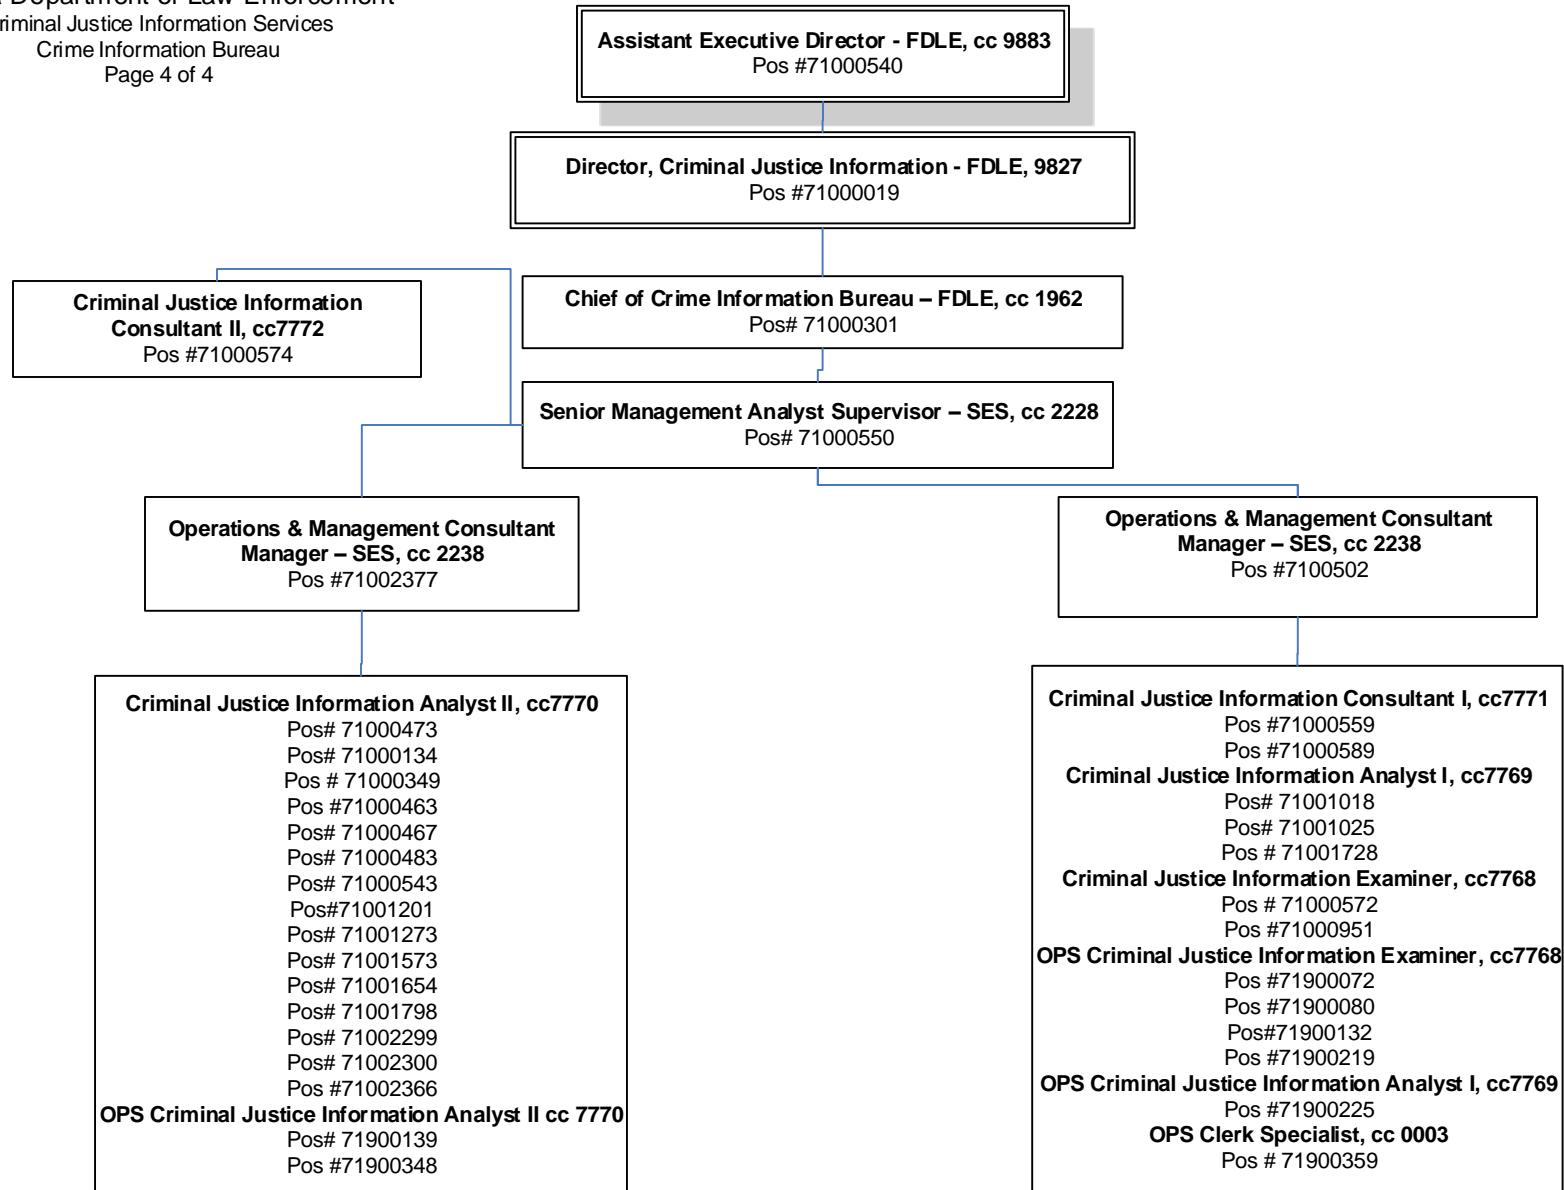 Department of Law Enforcement
riminal Justice Information Services
Crime Information Bureau
Page 4 of 4
Assistant Executive Director - FDLE, cc 9883
Pos #71000540
Director, Criminal Justice Information - FDLE, 9827
Pos #71000019
Criminal Justice Information
Consultant II, cc7772
Pos #71000574
Chief of Crime Information Bureau – FDLE, cc 1962
Pos# 71000301
Senior Management Analyst Supervisor – SES, cc 2228
Pos# 71000550
Operations & Management Consultant
Manager – SES, cc 2238
Pos #71002377
Operations & Management Consultant
Manager – SES, cc 2238
Pos #7100502
Criminal Justice Information Analyst II, cc7770
Pos# 71000473
Pos# 71000134
Pos # 71000349
Pos #71000463
Pos# 71000467
Pos# 71000483
Pos# 71000543
Pos#71001201
Pos# 71001273
Pos# 71001573
Pos# 71001654
Pos# 71001798
Pos# 71002299
Pos# 71002300
Pos #71002366
OPS Criminal Justice Information Analyst II cc 7770
Pos# 71900139
Pos #71900348
Criminal Justice Information Consultant I, cc7771
Pos #71000559
Pos #71000589
Criminal Justice Information Analyst I, cc7769
Pos# 71001018
Pos# 71001025
Pos # 71001728
Criminal Justice Information Examiner, cc7768
Pos # 71000572
Pos #71000951
OPS Criminal Justice Information Examiner, cc7768
Pos #71900072
Pos #71900080
Pos#71900132
Pos #71900219
OPS Criminal Justice Information Analyst I, cc7769
Pos #71900225
OPS Clerk Specialist, cc 0003
Pos # 71900359